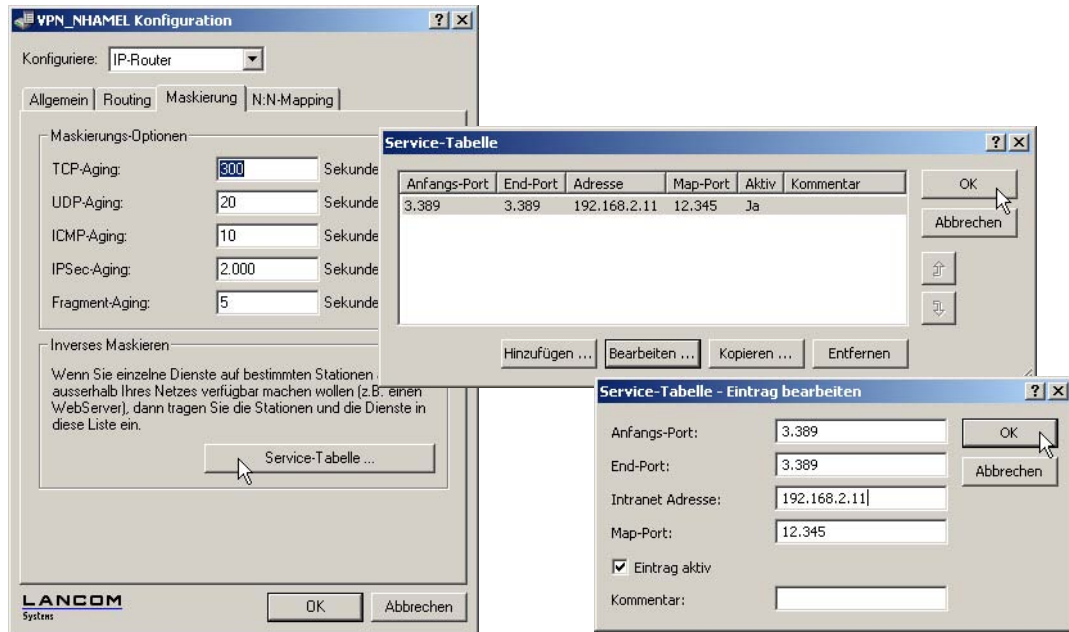 VPN_NHAMEL Konfiguration
Konfiguriere: IP-Router
Allgemein Routing Maskierung N:N-Mapping
Maskierungs-Optionen
TCP-Aging: 300 Sekunde
UDP-Aging: 20 Sekunde
ICMP-Aging: 10 Sekunde
IPSec-Aging: 2.000 Sekunde
Fragment-Aging: 5 Sekunde
Inverses Maskieren
Wenn Sie einzelne Dienste auf bestimmten Stationen
ausserhalb Ihres Netzes verfügbar machen wollen (z.B. einen
WebServer), dann tragen Sie die Stationen und die Dienste in
diese Liste ein.
Service-Tabelle ...
LANCOM
Systems
OK Abbrechen
Service-Tabelle
Anfangs-Port End-Port Adresse Map-Port Aktiv Kommentar
3.389 3.389 192.168.2.11 12.345 Ja
OK
Abbrechen
Hinzufügen ... Bearbeiten ... Kopieren ... Entfernen
Service-Tabelle - Eintrag bearbeiten
Anfangs-Port: 3.389
End-Port: 3.389
Intranet Adresse: 192.168.2.11
Map-Port: 12.345
Eintrag aktiv
Kommentar:
OK
Abbrechen